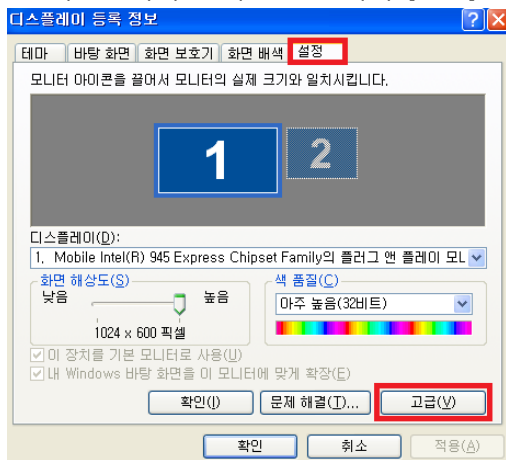 디스플레이 등록 정보
테마 바탕 화면 화면 보호기 화면 배색 설정
모니터 아이콘을 끌어서 모니터의 실제 크기와 일치시킵니다.
1 2
디스플레이(D):
1. Mobile Intel(R) 945 Express Chipset Family의 플러그 앤 플레이 모니
화면 해상도(S) 색 품질(C)
낮음 높음 아주 높음(32비트)
1024 x 600 픽셀
이 장치를 기본 모니터로 사용(U)
내 Windows 바탕 화면을 이 모니터에 맞게 확장(E)
확인(I) 문제 해결(T)... 고급(V)
확인 취소 적용(A)